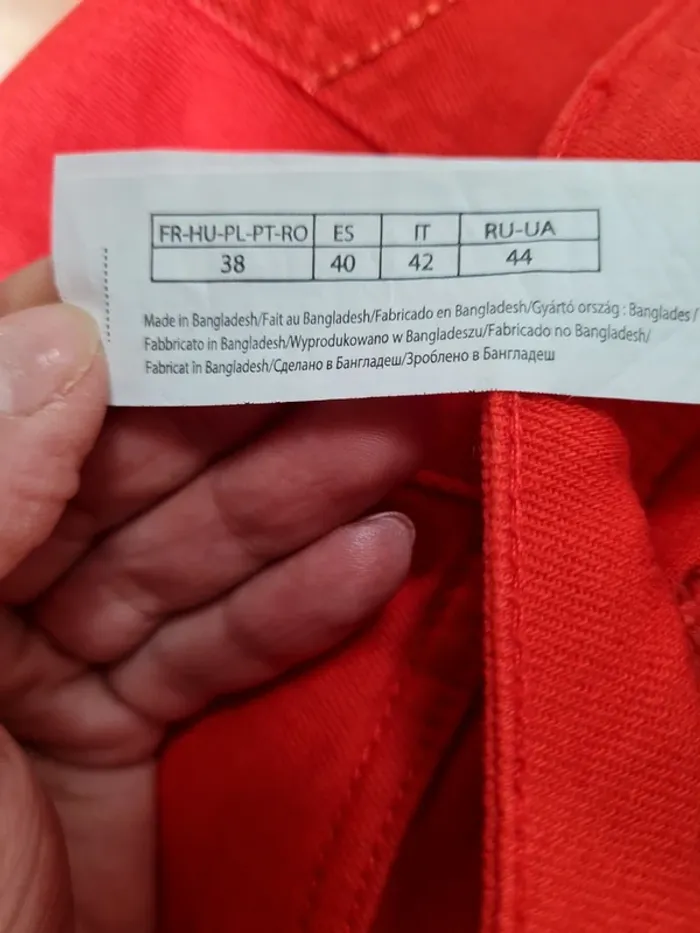 FR-HU-PL-PT-RO ES IT RU-UA
38 40 42 44
Made in Bangladesh/Fait au Bangladesh/Fabricado en Bangladesh/Gyártó ország : Banglades /
Fabbricato in Bangladesh/Wyprodukowano w Bangladeszu/Fabricado no Bangladesh/
Fabricat în Bangladesh/Сделано в Бангладеш/Зроблено в Бангладеш